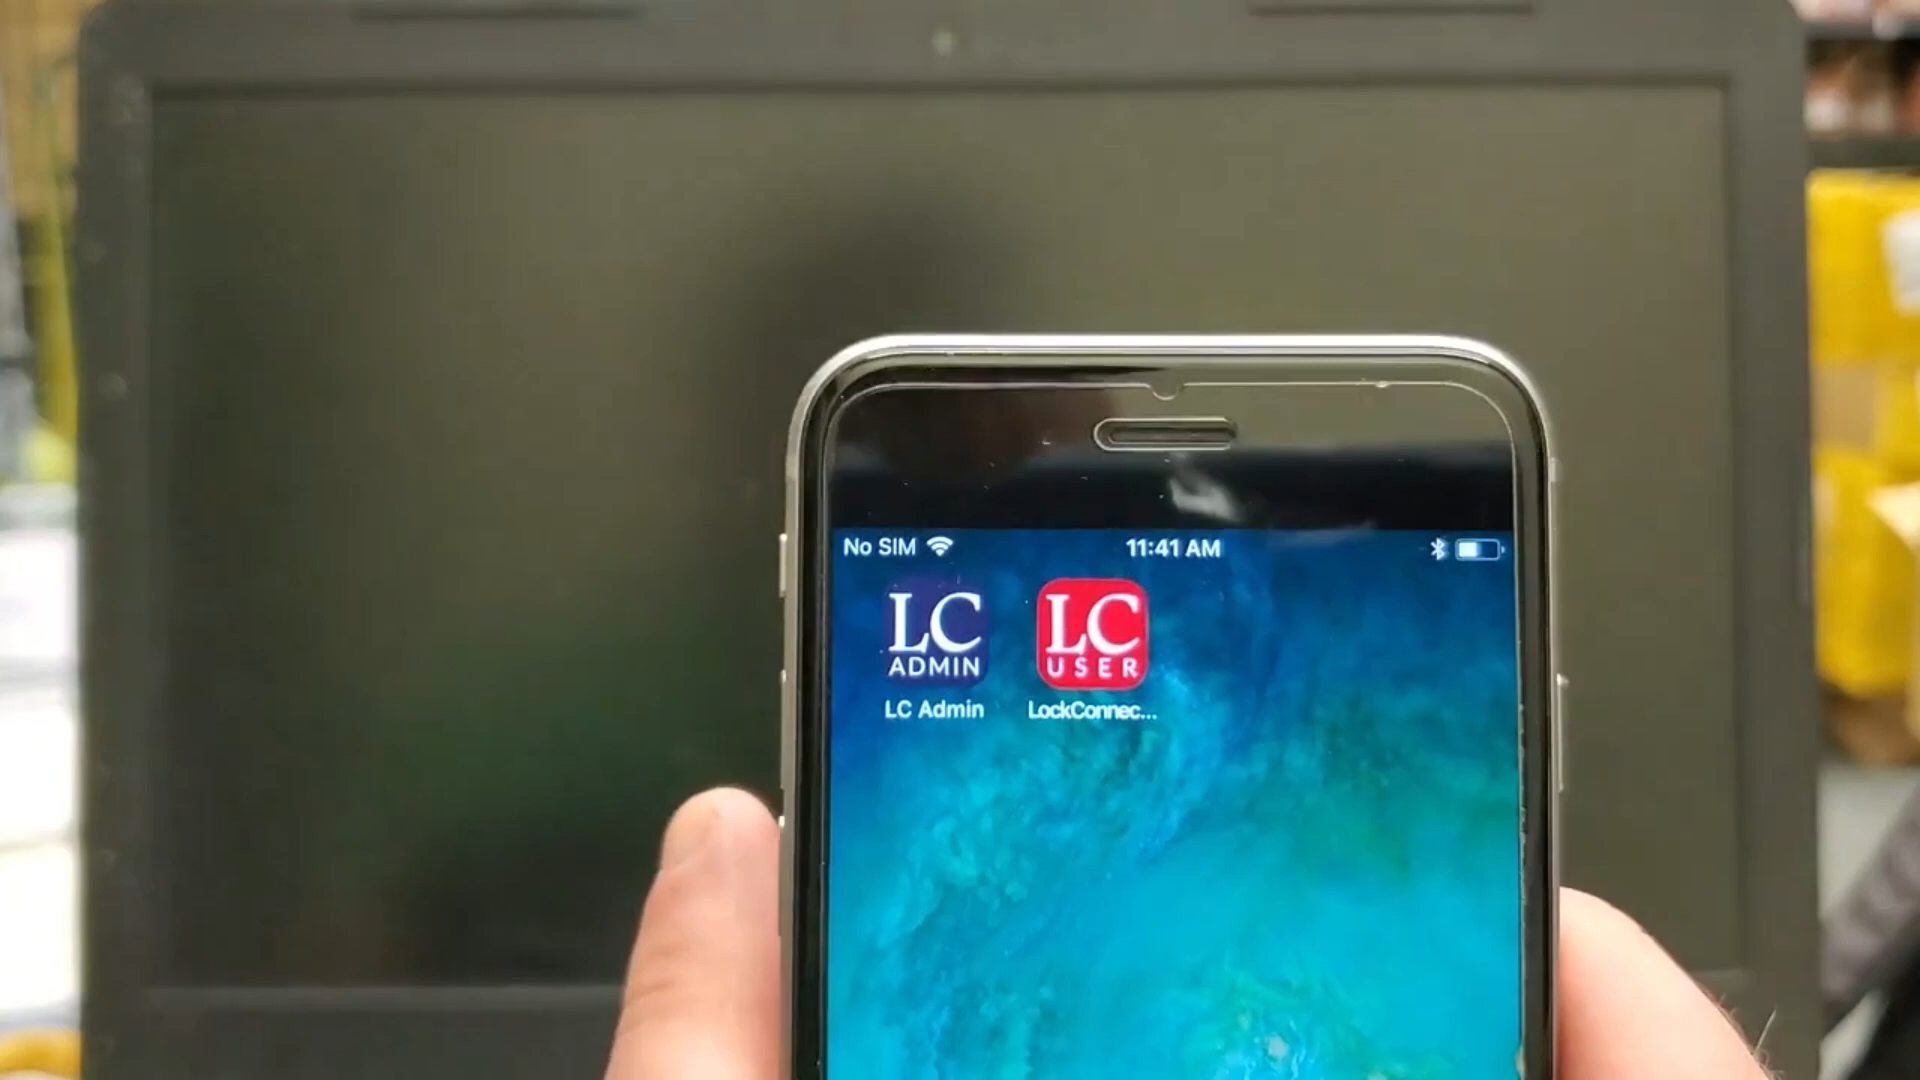 No SIM 11:41 AM
LC LC
ADMIN USER
LC Admin LockConnec...